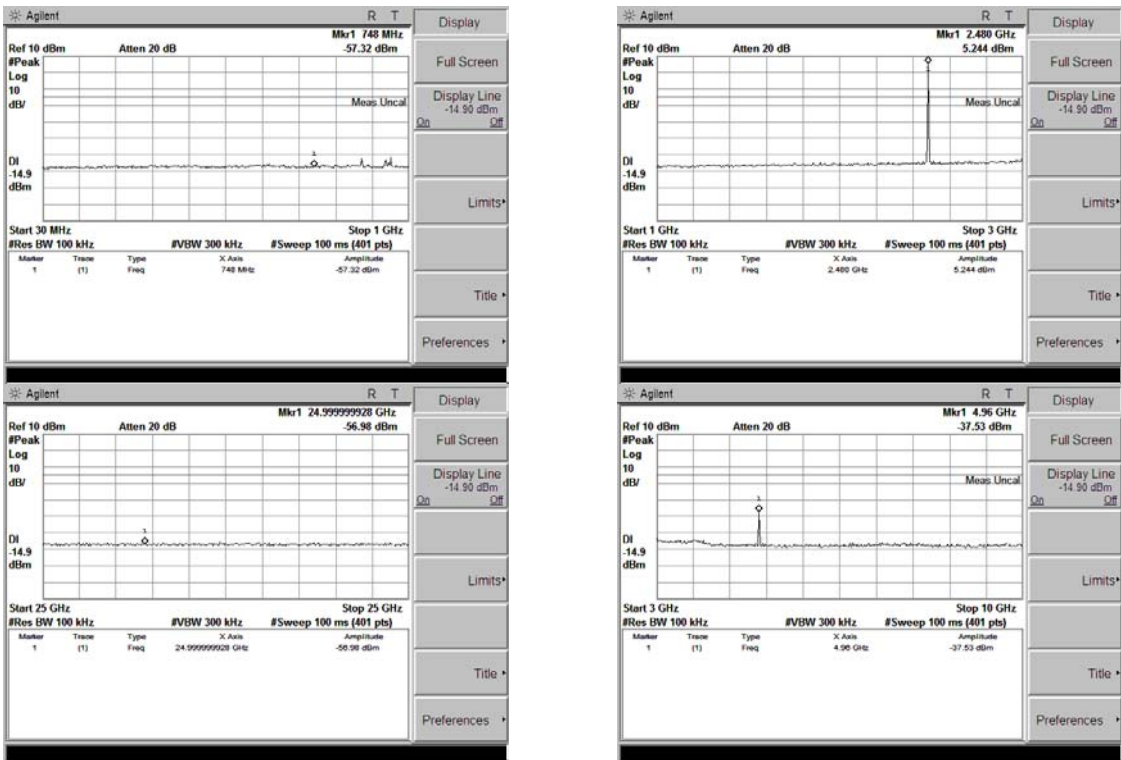 Agilent R T
Mkr1 748 MHz
Ref 10 dBm Atten 20 dB -57.32 dBm
#Peak
Log
10
dB/
Meas Uncal
1
DI
-14.9
dBm
Start 30 MHz Stop 1 GHz
#Res BW 100 kHz #VBW 300 kHz #Sweep 100 ms (401 pts)
Marker Trace Type X Axis Amplitude
1 (1) Freq 748 MHz -57.32 dBm
Display
Full Screen
Display Line
-14.90 dBm
On Off
Limits
Title
Preferences
Agilent R T
Mkr1 2.480 GHz
Ref 10 dBm Atten 20 dB 5.244 dBm
#Peak
Log
10
dB/
Meas Uncal
1
DI
-14.9
dBm
Start 1 GHz Stop 3 GHz
#Res BW 100 kHz #VBW 300 kHz #Sweep 100 ms (401 pts)
Marker Trace Type X Axis Amplitude
1 (1) Freq 2.480 GHz 5.244 dBm
Display
Full Screen
Display Line
-14.90 dBm
On Off
Limits
Title
Preferences
Agilent R T
Mkr1 24.999999928 GHz
Ref 10 dBm Atten 20 dB -56.98 dBm
#Peak
Log
10
dB/
1
DI
-14.9
dBm
Start 25 GHz Stop 25 GHz
#Res BW 100 kHz #VBW 300 kHz #Sweep 100 ms (401 pts)
Marker Trace Type X Axis Amplitude
1 (1) Freq 24.999999928 GHz -56.98 dBm
Display
Full Screen
Display Line
-14.90 dBm
On Off
Limits
Title
Preferences
Agilent R T
Mkr1 4.96 GHz
Ref 10 dBm Atten 20 dB -37.53 dBm
#Peak
Log
10
dB/
Meas Uncal
1
DI
-14.9
dBm
Start 3 GHz Stop 10 GHz
#Res BW 100 kHz #VBW 300 kHz #Sweep 100 ms (401 pts)
Marker Trace Type X Axis Amplitude
1 (1) Freq 4.96 GHz -37.53 dBm
Display
Full Screen
Display Line
-14.90 dBm
On Off
Limits
Title
Preferences